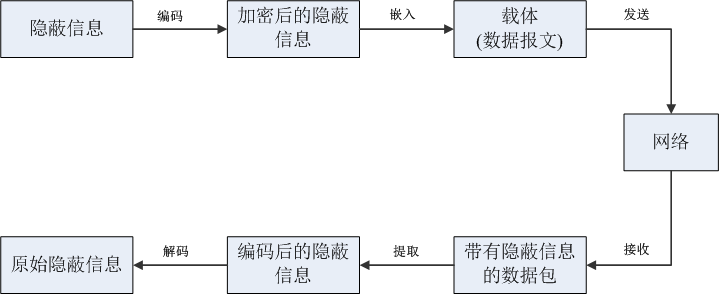 隐蔽信息
编码
加密后的隐蔽
信息
嵌入
载体
(数据报文)
发送
网络
接收
带有隐蔽信息
的数据包
提取
编码后的隐蔽
信息
解码
原始隐蔽信息